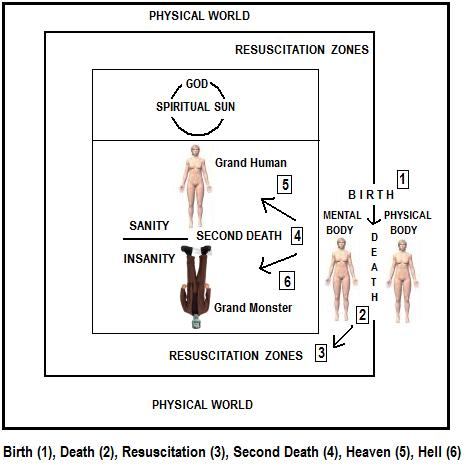 PHYSICAL WORLD
RESUSCITATION ZONES
GOD
SPIRITUAL SUN
Grand Human
5
1
BIRTH
MENTAL BODY
PHYSICAL BODY
DEATH
SANITY
SECOND DEATH
4
INSANITY
6
Grand Monster
2
RESUSCITATION ZONES
3
PHYSICAL WORLD
Birth (1), Death (2), Resuscitation (3), Second Death (4), Heaven (5), Hell (6)